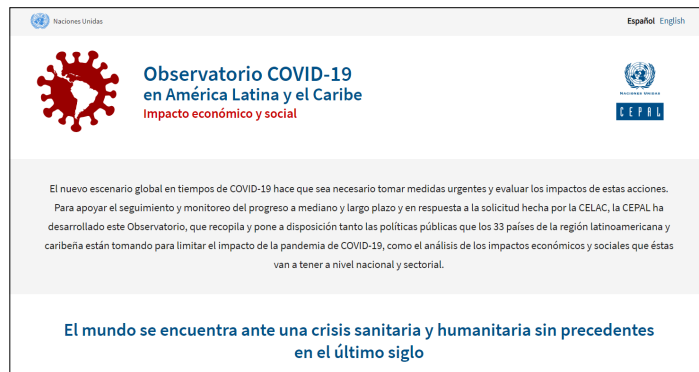 Naciones Unidas
Español English
Observatorio COVID-19
en América Latina y el Caribe
Impacto económico y social
NACIONES UNIDAS
CEPAL
El nuevo escenario global en tiempos de COVID-19 hace que sea necesario tomar medidas urgentes y evaluar los impactos de estas acciones.
Para apoyar el seguimiento y monitoreo del progreso a mediano y largo plazo y en respuesta a la solicitud hecha por la CELAC, la CEPAL ha
desarrollado este Observatorio, que recopila y pone a disposición tanto las políticas públicas que los 33 países de la región latinoamericana y
caribeña están tomando para limitar el impacto de la pandemia de COVID-19, como el análisis de los impactos económicos y sociales que éstas
van a tener a nivel nacional y sectorial.
El mundo se encuentra ante una crisis sanitaria y humanitaria sin precedentes
en el último siglo